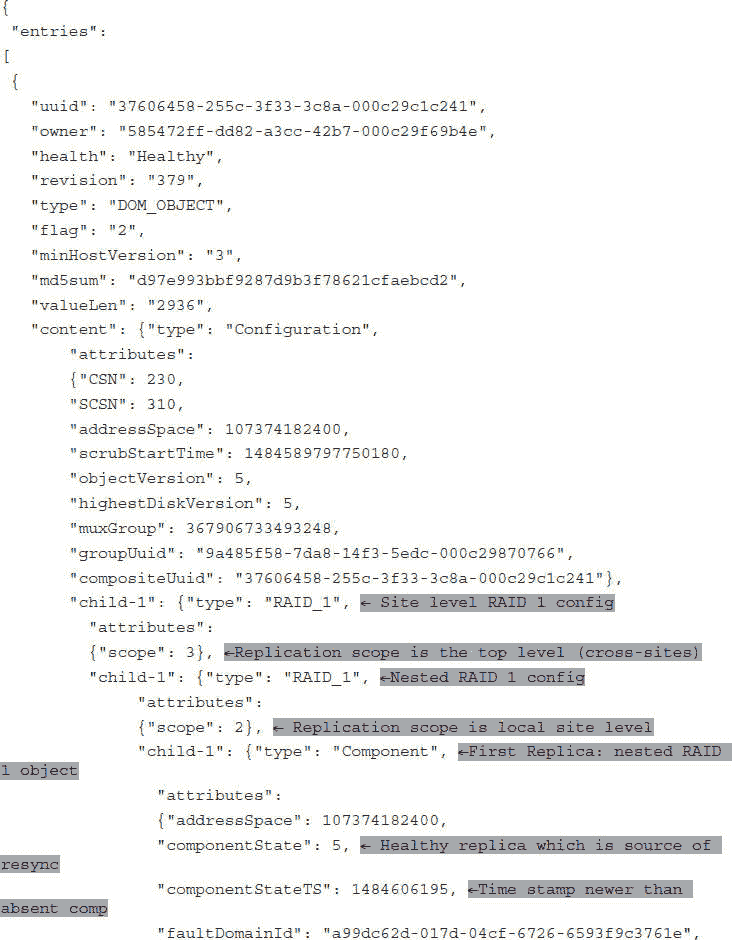 {
"entries":
[
{
"uuid": "37606458-255c-3f33-3c8a-000c29c1c241",
"owner": "585472ff-dd82-a3cc-42b7-000c29f69b4e",
"health": "Healthy",
"revision": "379",
"type": "DOM_OBJECT",
"flag": "2",
"minHostVersion": "3",
"md5sum": "d97e993bbf9287d9b3f78621cfaebcd2",
"valueLen": "2936",
"content": {"type": "Configuration",
"attributes":
{"CSN": 230,
"SCSN": 310,
"addressSpace": 107374182400,
"scrubStartTime": 1484589797750180,
"objectVersion": 5,
"highestDiskVersion": 5,
"muxGroup": 367906733493248,
"groupUuid": "9a485f58-7da8-14f3-5edc-000c29870766",
"compositeUuid": "37606458-255c-3f33-3c8a-000c29c1c241"},
"child-1": {"type": "RAID_1", ← Site level RAID 1 config
"attributes":
{"scope": 3}, ←Replication scope is the top level (cross-sites)
"child-1": {"type": "RAID_1", ←Nested RAID 1 config
"attributes":
{"scope": 2}, ← Replication scope is local site level
"child-1": {"type": "Component", ←First Replica: nested RAID
1 object
"attributes":
{"addressSpace": 107374182400,
"componentState": 5, ← Healthy replica which is source of
resync
"componentStateTS": 1484606195, ←Time stamp newer than
absent comp
"faultDomainId": "a99dc62d-017d-04cf-6726-6593f9c3761e",